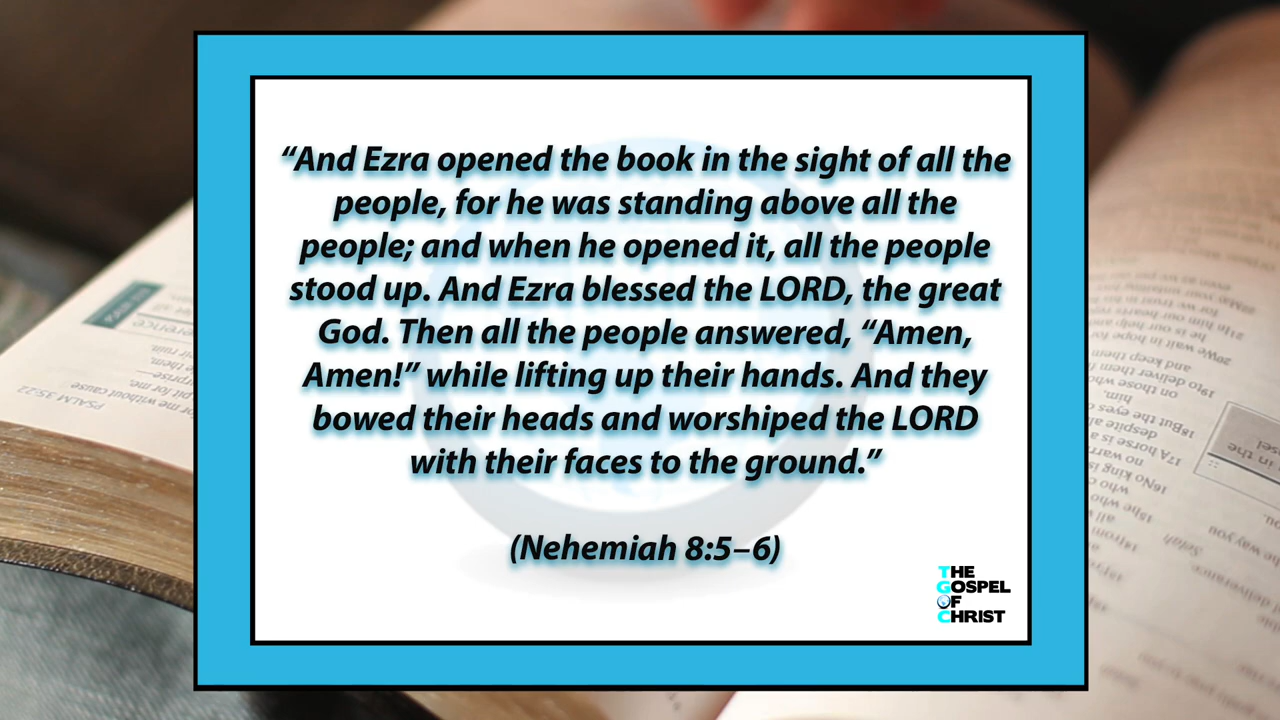 “And Ezra opened the book in the sight of all the
people, for he was standing above all the
people; and when he opened it, all the people
stood up. And Ezra blessed the LORD, the great
God. Then all the people answered, “Amen,
Amen!” while lifting up their hands. And they
bowed their heads and worshiped the LORD
with their faces to the ground.”
(Nehemiah 8:5–6)
THE
GOSPEL
OF
CHRIST
PSALM 35:22